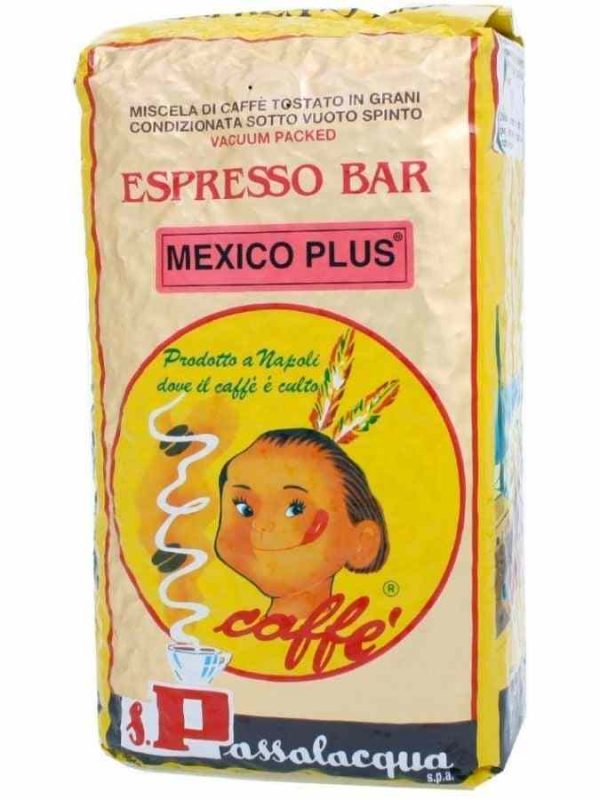 MISCELA DI CAFFÈ TOSTATO IN GRANI
CONDIZIONATA SOTTO VUOTO SPINTO
VACUUM PACKED
ESPRESSO BAR
MEXICO PLUS®
Prodotto a Napoli
dove il caffè é culto
caffè ®
S. Passalacqua
s.p.a.